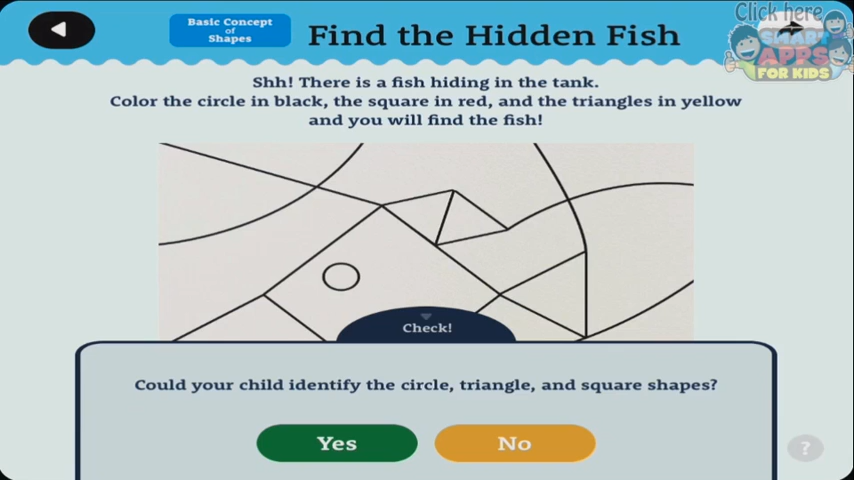 Basic Concept
of
Shapes
Find the Hidden Fish
Click here
SMART
APPS
FOR KIDS
Shh! There is a fish hiding in the tank.
Color the circle in black, the square in red, and the triangles in yellow
and you will find the fish!
Check!
Could your child identify the circle, triangle, and square shapes?
Yes
No
?